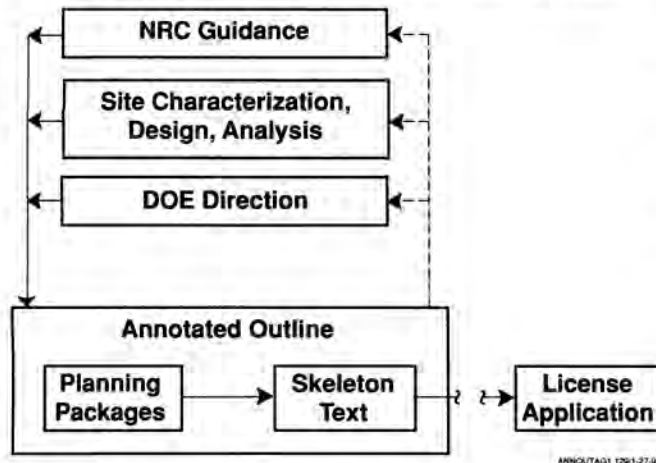 NRC Guidance
Site Characterization,
Design, Analysis
DOE Direction
Annotated Outline
Planning
Packages
Skeleton
Text
License
Application